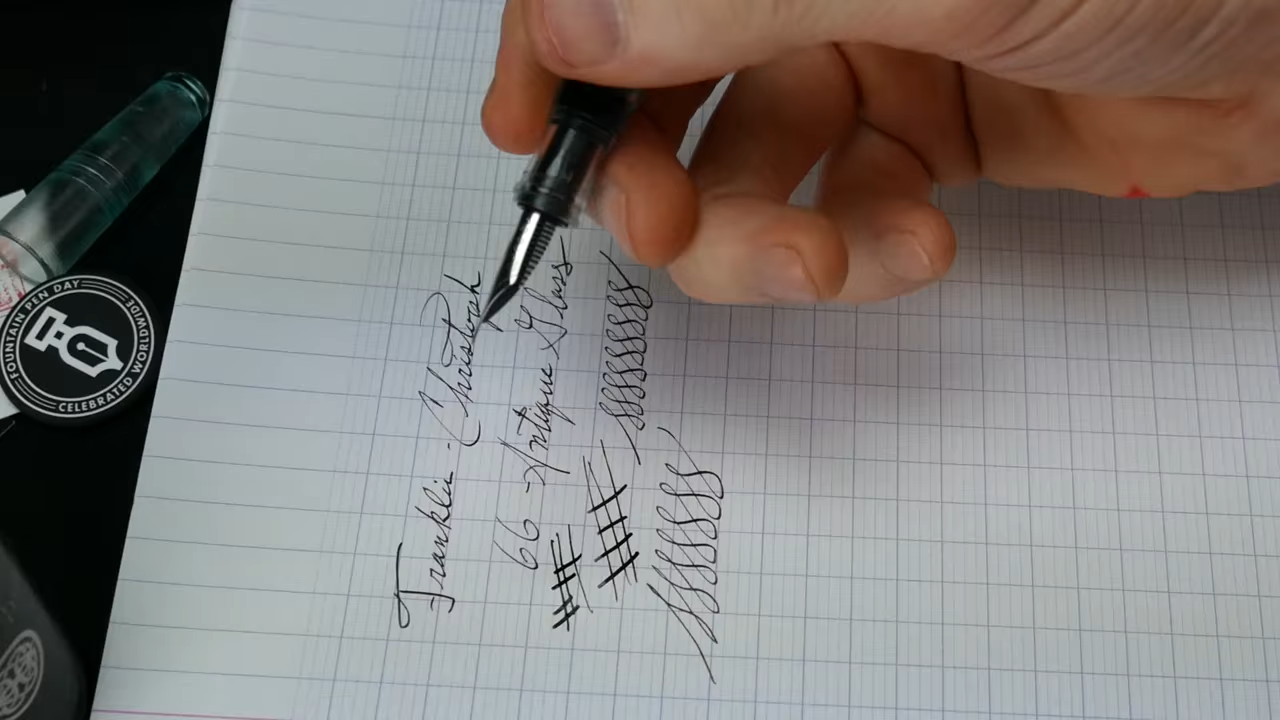 Franklin-Christoph
66 - Antique Glass
FOUNTAIN PEN DAY
CELEBRATED WORLDWIDE